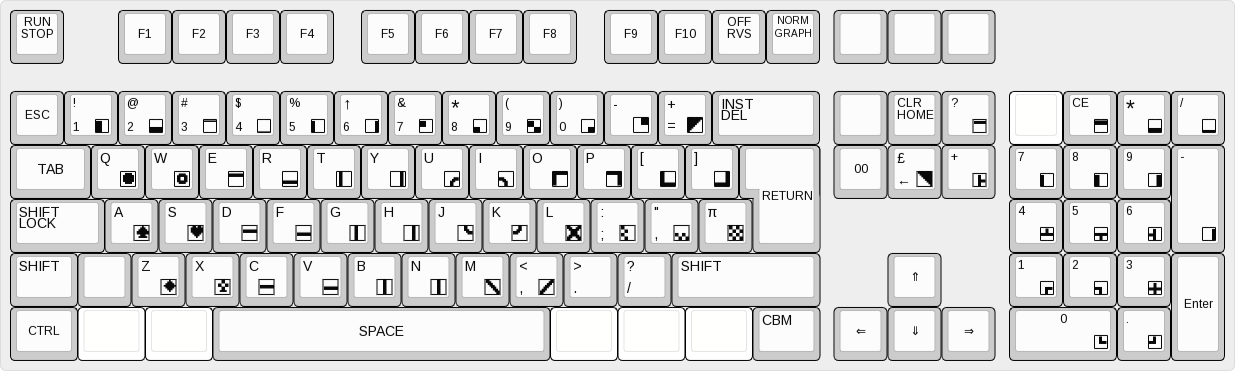 RUN
STOP
F1 F2 F3 F4 F5 F6 F7 F8 F9 F10
OFF
RVS
NORM
GRAPH
ESC
! 1
@ 2
# 3
$ 4
% 5
↑ 6
& 7
* 8
( 9
) 0
-
+ =
INST
DEL
CLR
HOME
?
CE
*
/
TAB
Q W E R T Y U I O P [ ]
RETURN
00
£
←
+
7 8 9 -
SHIFT
LOCK
A S D F G H J K L
: ;
" ,
π
4 5 6
SHIFT
Z X C V B N M
< ,
> .
? /
SHIFT
⇑
1 2 3
Enter
CTRL
SPACE
CBM
⇐ ⇓ ⇒
0 .